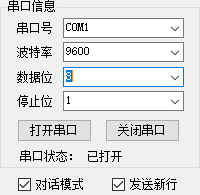 串口信息
串口号 COM1
波特率 9600
数据位 8
停止位 1
打开串口 关闭串口
串口状态： 已打开
对话模式 发送新行